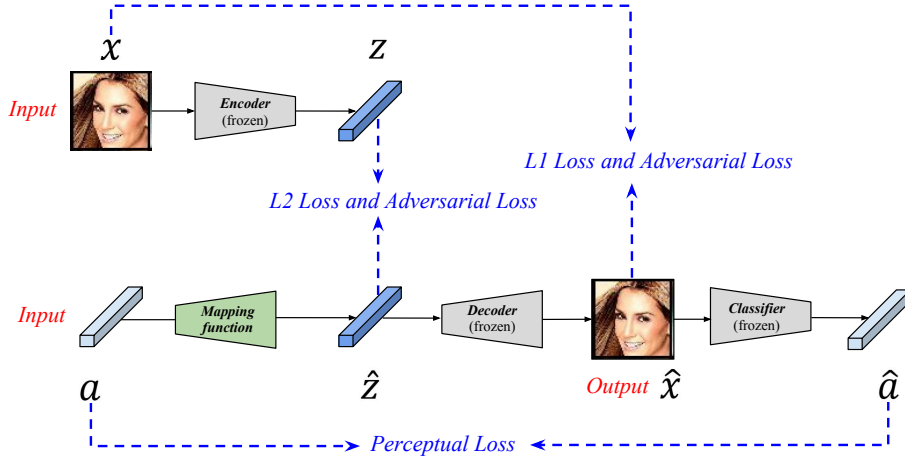 x
z
Input
Encoder
(frozen)
L1 Loss and Adversarial Loss
L2 Loss and Adversarial Loss
Input
Mapping
function
Decoder
(frozen)
Classifier
(frozen)
a
ẑ
Output x̂
â
Perceptual Loss